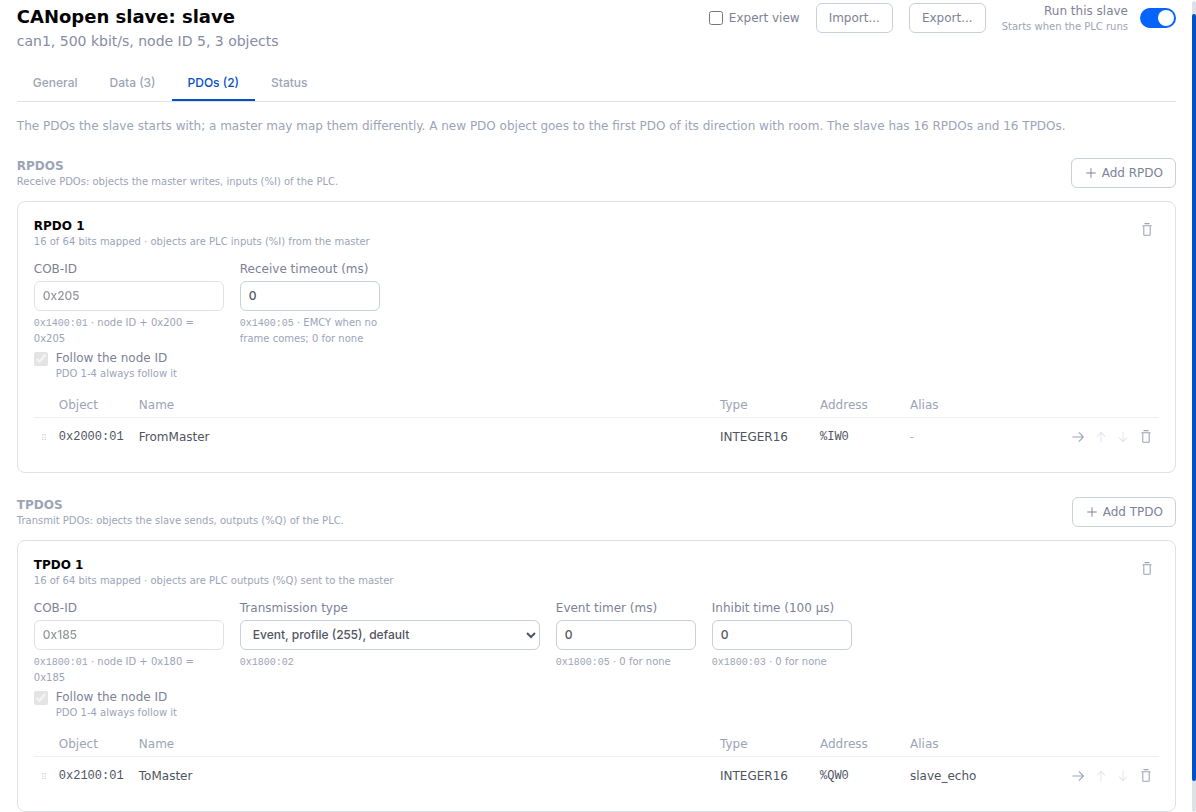 CANopen slave: slave
Expert view
Import...
Export...
Run this slave
Starts when the PLC runs
can1, 500 kbit/s, node ID 5, 3 objects
General
Data (3)
PDOs (2)
Status
The PDOs the slave starts with; a master may map them differently. A new PDO object goes to the first PDO of its direction with room. The slave has 16 RPDOs and 16 TPDOs.
RPDOS
Receive PDOs: objects the master writes, inputs (%I) of the PLC.
+ Add RPDO
RPDO 1
16 of 64 bits mapped · objects are PLC inputs (%I) from the master
COB-ID
Receive timeout (ms)
0x205
0
0x1400:01 · node ID + 0x200 =
0x205
0x1400:05 · EMCY when no
frame comes; 0 for none
Follow the node ID
PDO 1-4 always follow it
Object Name Type Address Alias
0x2000:01 FromMaster INTEGER16 %IW0 -
TPDOS
Transmit PDOs: objects the slave sends, outputs (%Q) of the PLC.
+ Add TPDO
TPDO 1
16 of 64 bits mapped · objects are PLC outputs (%Q) sent to the master
COB-ID
Transmission type
Event timer (ms)
Inhibit time (100 µs)
0x185
Event, profile (255), default
0
0
0x1800:01 · node ID + 0x180 =
0x185
0x1800:02
0x1800:05 · 0 for none
0x1800:03 · 0 for none
Follow the node ID
PDO 1-4 always follow it
Object Name Type Address Alias
0x2100:01 ToMaster INTEGER16 %QW0 slave_echo